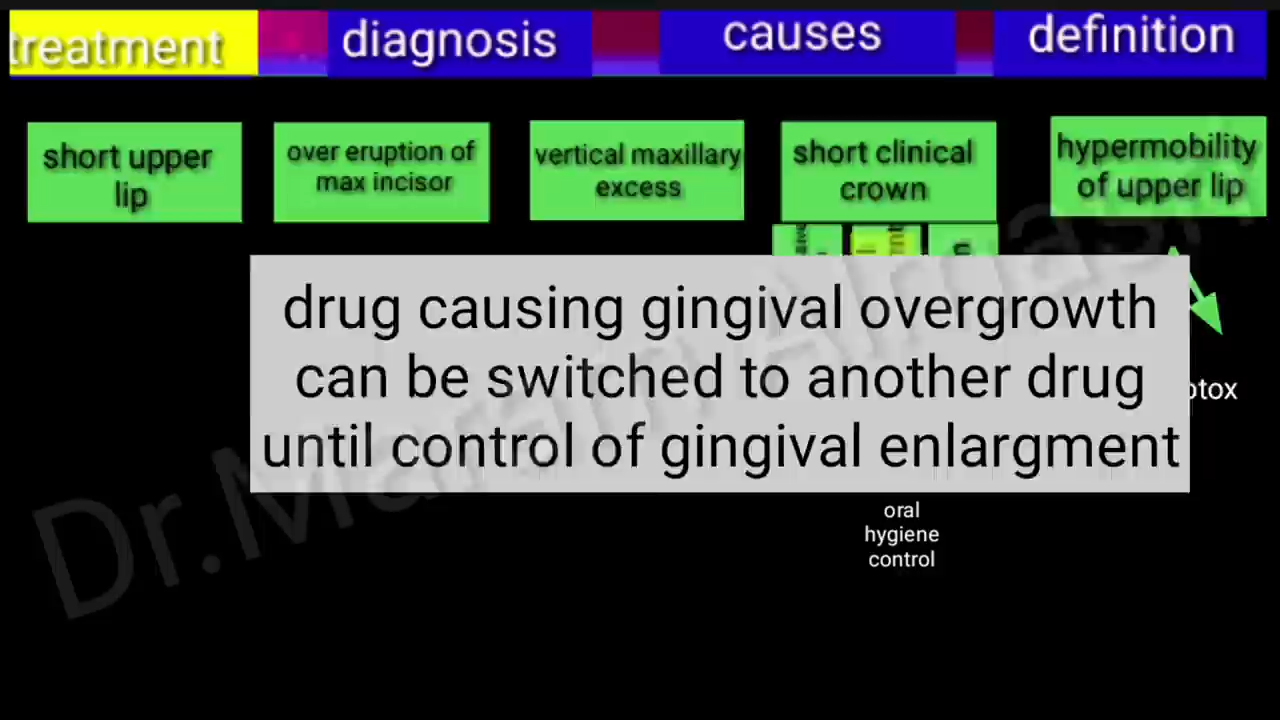 treatment
diagnosis
causes
definition
short upper
lip
over eruption of
max incisor
vertical maxillary
excess
short clinical
crown
hypermobility
of upper lip
drug causing gingival overgrowth
can be switched to another drug
until control of gingival enlargment
oral
hygiene
control